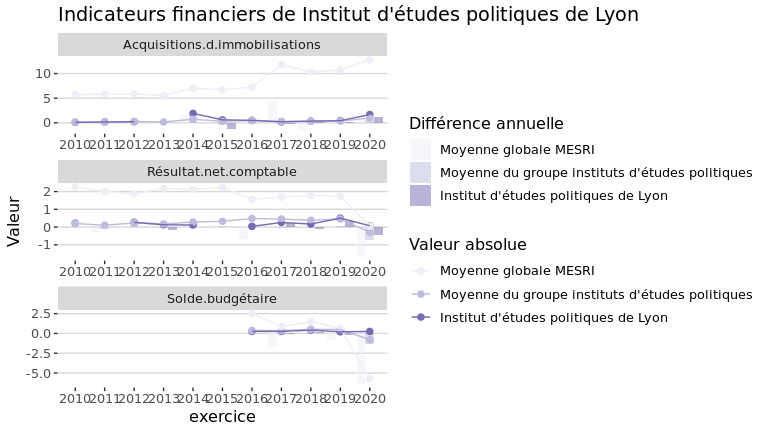 Indicateurs financiers de Institut d'études politiques de Lyon
Acquisitions.d.immobilisations
10
5
0
2010 2011 2012 2013 2014 2015 2016 2017 2018 2019 2020
Résultat.net.comptable
2
1
0
-1
2010 2011 2012 2013 2014 2015 2016 2017 2018 2019 2020
Solde.budgétaire
2.5
0.0
-2.5
-5.0
2010 2011 2012 2013 2014 2015 2016 2017 2018 2019 2020
exercice
Valeur
Différence annuelle
Moyenne globale MESRI
Moyenne du groupe instituts d'études politiques
Institut d'études politiques de Lyon
Valeur absolue
Moyenne globale MESRI
Moyenne du groupe instituts d'études politiques
Institut d'études politiques de Lyon